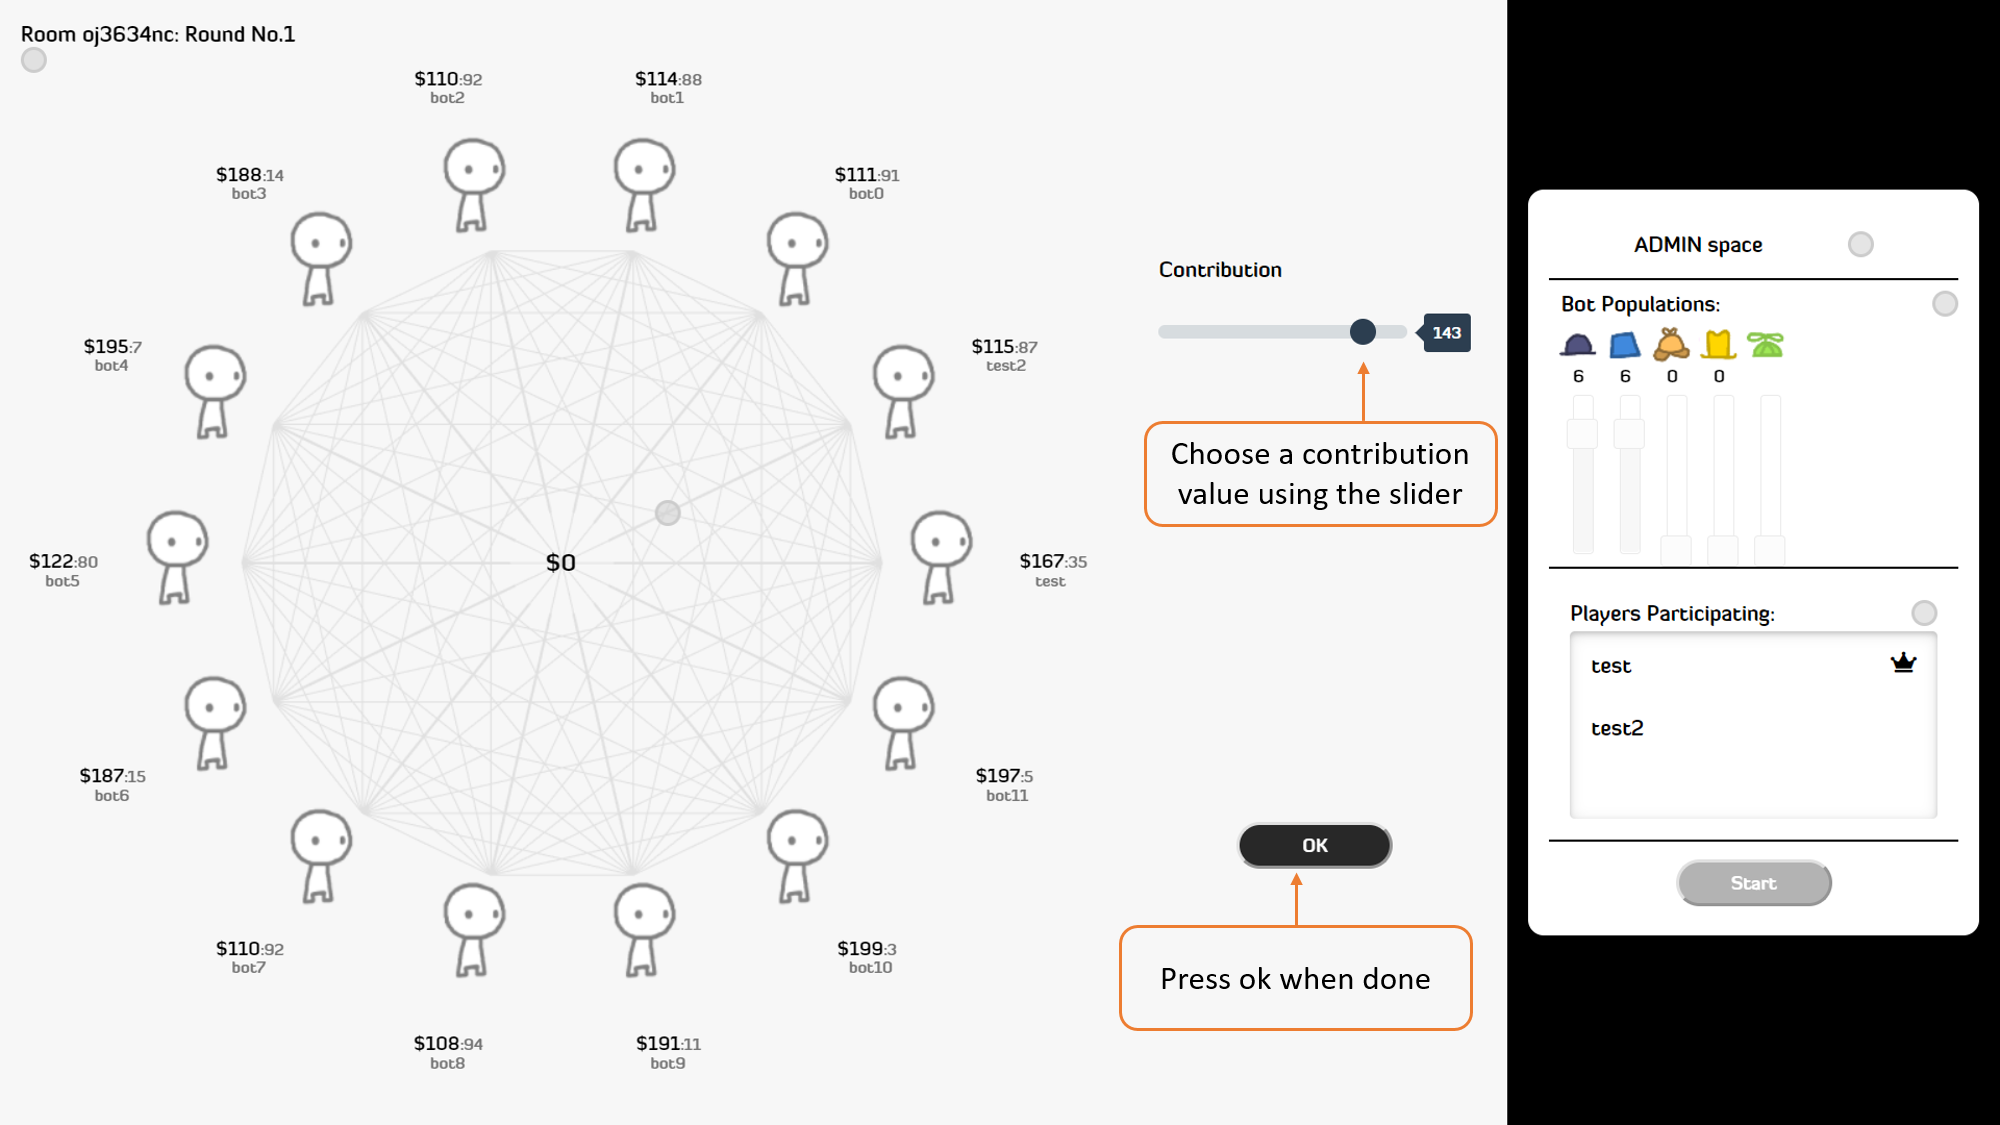 Room oj3634nc: Round No.1
$110:92
bot2
$114:88
bot1
$188:14
bot3
$111:91
bot0
$195:7
bot4
$115:87
test2
$122:80
bot5
$0
$167:35
test
$187:15
bot6
$197:5
bot11
$110:92
bot7
$199:3
bot10
$108:94
bot8
$191:11
bot9
Contribution
143
Choose a contribution
value using the slider
OK
Press ok when done
ADMIN space
Bot Populations:
6 6 0 0
Players Participating:
test
test2
Start